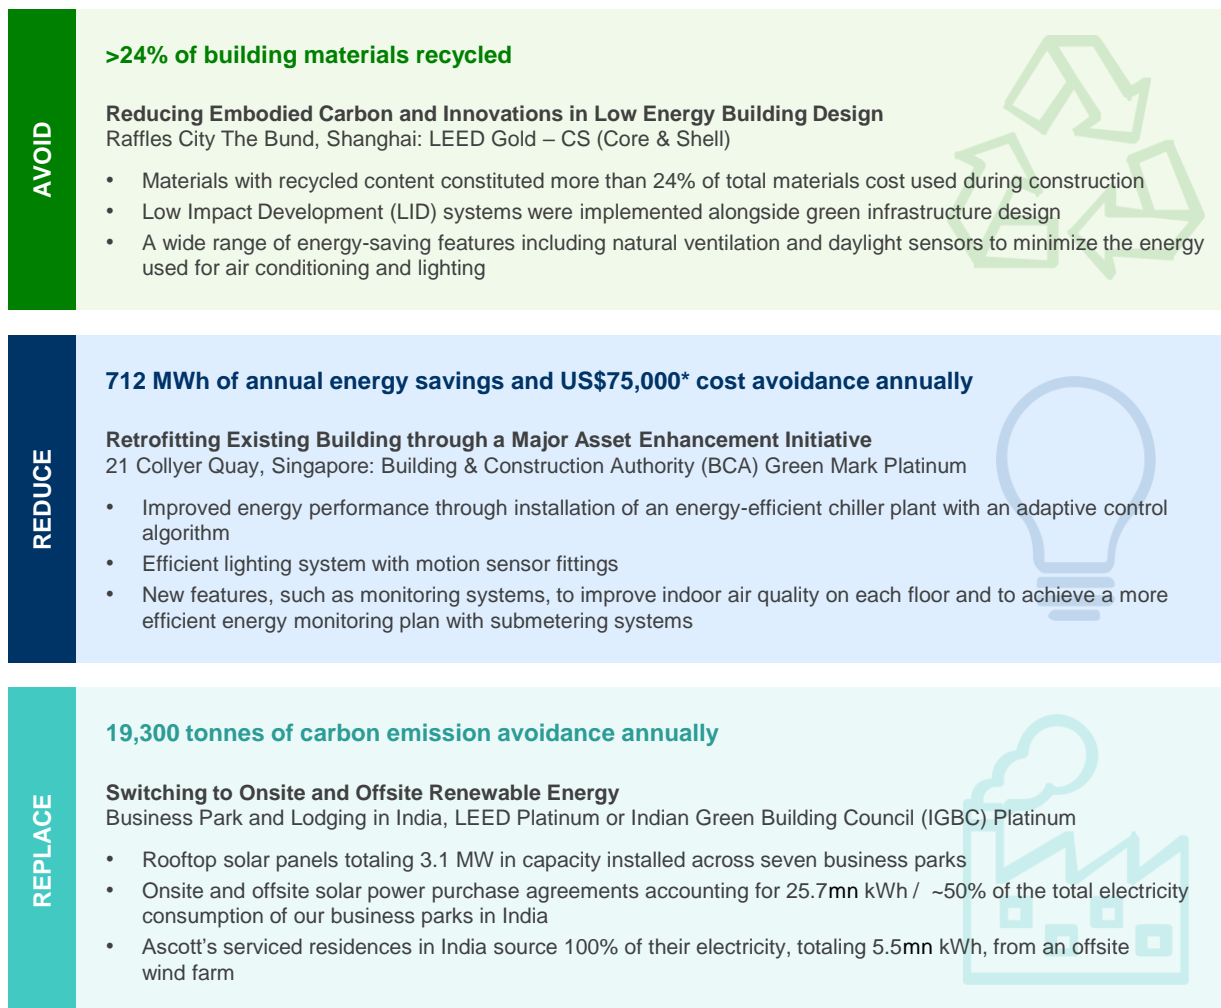 AVOID
>24% of building materials recycled
Reducing Embodied Carbon and Innovations in Low Energy Building Design
Raffles City The Bund, Shanghai: LEED Gold – CS (Core & Shell)
• Materials with recycled content constituted more than 24% of total materials cost used during construction
• Low Impact Development (LID) systems were implemented alongside green infrastructure design
• A wide range of energy-saving features including natural ventilation and daylight sensors to minimize the energy
used for air conditioning and lighting
REDUCE
712 MWh of annual energy savings and US$75,000* cost avoidance annually
Retrofitting Existing Building through a Major Asset Enhancement Initiative
21 Collyer Quay, Singapore: Building & Construction Authority (BCA) Green Mark Platinum
• Improved energy performance through installation of an energy-efficient chiller plant with an adaptive control
algorithm
• Efficient lighting system with motion sensor fittings
• New features, such as monitoring systems, to improve indoor air quality on each floor and to achieve a more
efficient energy monitoring plan with submetering systems
REPLACE
19,300 tonnes of carbon emission avoidance annually
Switching to Onsite and Offsite Renewable Energy
Business Park and Lodging in India, LEED Platinum or Indian Green Building Council (IGBC) Platinum
• Rooftop solar panels totaling 3.1 MW in capacity installed across seven business parks
• Onsite and offsite solar power purchase agreements accounting for 25.7mn kWh / ~50% of the total electricity
consumption of our business parks in India
• Ascott's serviced residences in India source 100% of their electricity, totaling 5.5mn kWh, from an offsite
wind farm